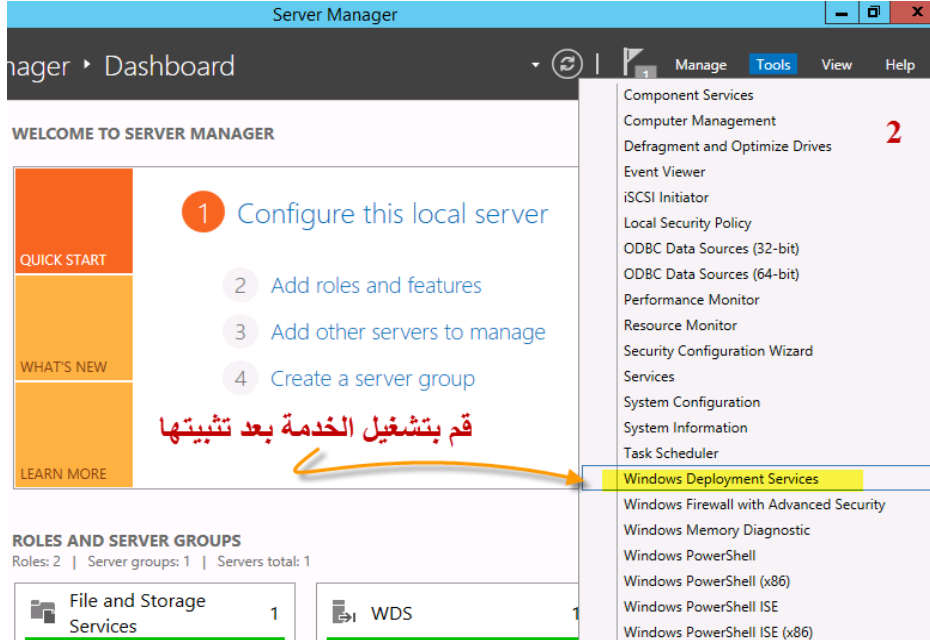 Server Manager
nager ‣ Dashboard
1
Manage
Tools
View
Help
WELCOME TO SERVER MANAGER
QUICK START
WHAT'S NEW
LEARN MORE
1 Configure this local server
2 Add roles and features
3 Add other servers to manage
4 Create a server group
قم بتشغيل الخدمة بعد تثبيتها
ROLES AND SERVER GROUPS
Roles: 2 | Server groups: 1 | Servers total: 1
File and Storage
Services
1
WDS
1
2
Component Services
Computer Management
Defragment and Optimize Drives
Event Viewer
iSCSI Initiator
Local Security Policy
ODBC Data Sources (32-bit)
ODBC Data Sources (64-bit)
Performance Monitor
Resource Monitor
Security Configuration Wizard
Services
System Configuration
System Information
Task Scheduler
Windows Deployment Services
Windows Firewall with Advanced Security
Windows Memory Diagnostic
Windows PowerShell
Windows PowerShell (x86)
Windows PowerShell ISE
Windows PowerShell ISE (x86)